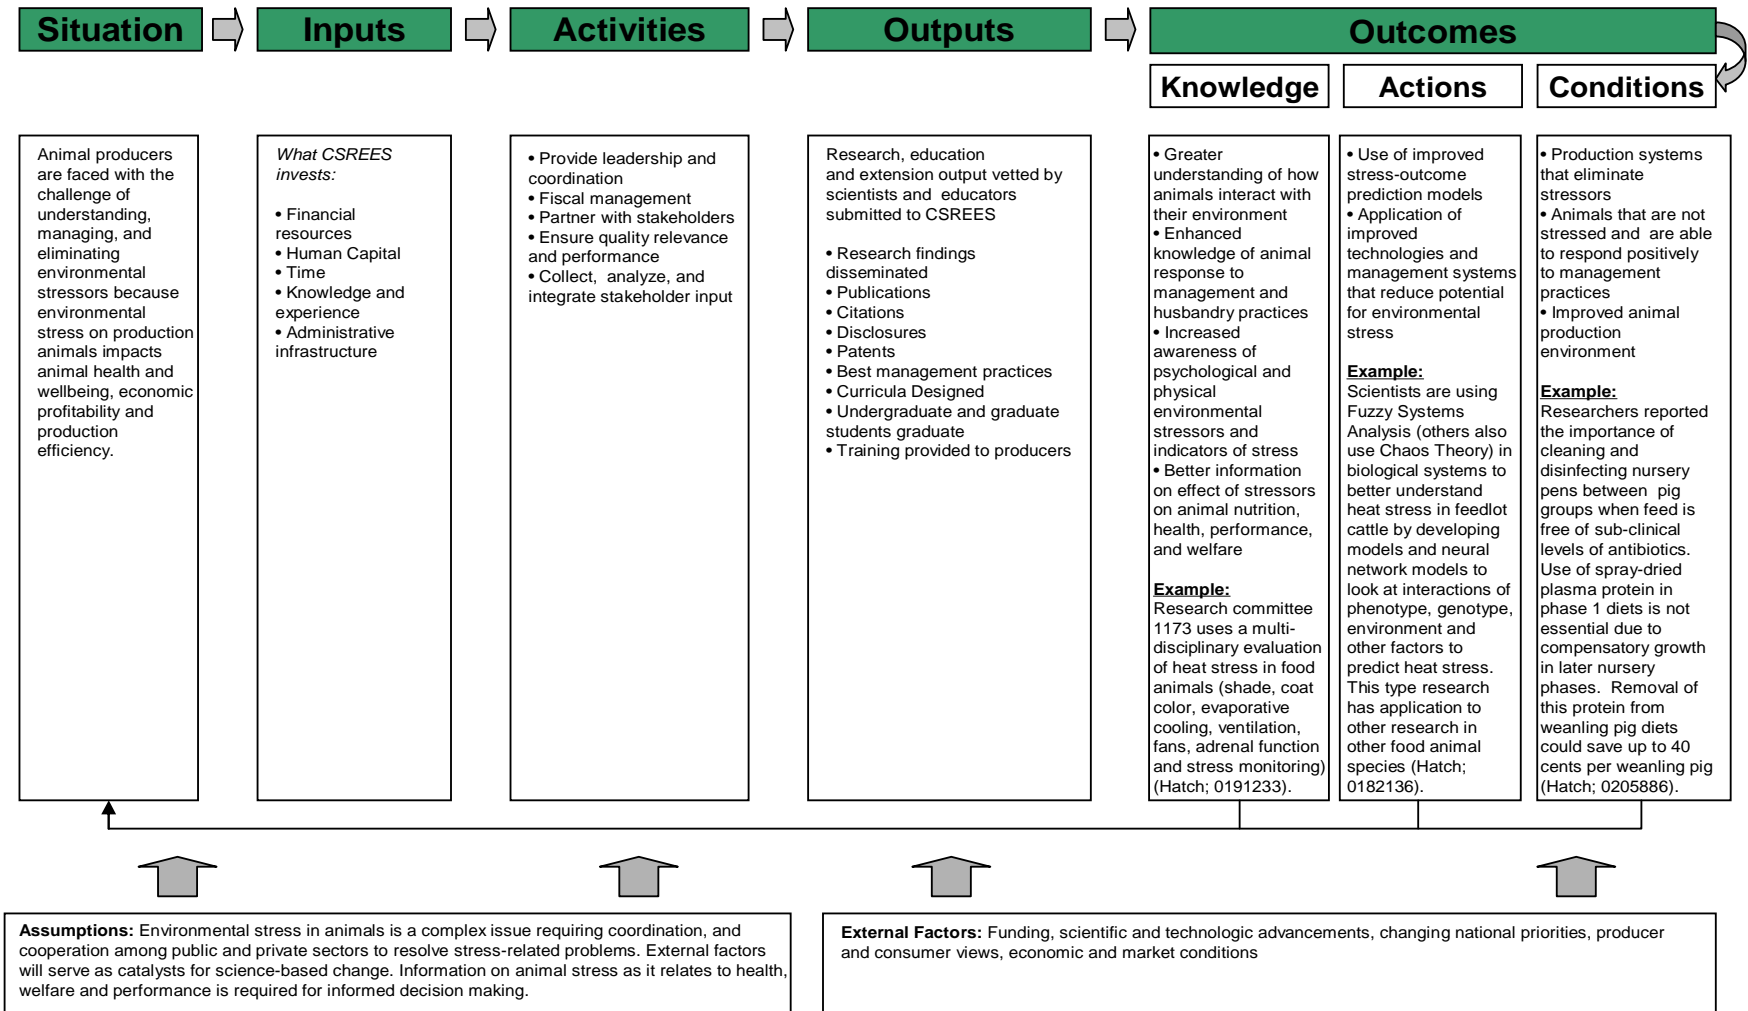 Situation
Inputs
Activities
Outputs
Outcomes
Knowledge
Actions
Conditions
Animal producers
are faced with the
challenge of
understanding,
managing, and
eliminating
environmental
stressors because
environmental
stress on production
animals impacts
animal health and
wellbeing, economic
profitability and
production
efficiency.
What CSREES
invests:
• Financial
resources
• Human Capital
• Time
• Knowledge and
experience
• Administrative
infrastructure
• Provide leadership and
coordination
• Fiscal management
• Partner with stakeholders
• Ensure quality relevance
and performance
• Collect, analyze, and
integrate stakeholder input
Research, education
and extension output vetted by
scientists and educators
submitted to CSREES
• Research findings
disseminated
• Publications
• Citations
• Disclosures
• Patents
• Best management practices
• Curricula Designed
• Undergraduate and graduate
students graduate
• Training provided to producers
• Greater
understanding of how
animals interact with
their environment
• Enhanced
knowledge of animal
response to
management and
husbandry practices
• Increased
awareness of
psychological and
physical
environmental
stressors and
indicators of stress
• Better information
on effect of stressors
on animal nutrition,
health, performance,
and welfare
Example:
Research committee
1173 uses a multi-
disciplinary evaluation
of heat stress in food
animals (shade, coat
color, evaporative
cooling, ventilation,
fans, adrenal function
and stress monitoring)
(Hatch; 0191233).
• Use of improved
stress-outcome
prediction models
• Application of
improved
technologies and
management systems
that reduce potential
for environmental
stress
Example:
Scientists are using
Fuzzy Systems
Analysis (others also
use Chaos Theory) in
biological systems to
better understand
heat stress in feedlot
cattle by developing
models and neural
network models to
look at interactions of
phenotype, genotype,
environment and
other factors to
predict heat stress.
This type research
has application to
other research in
other food animal
species (Hatch;
0182136).
• Production systems
that eliminate
stressors
• Animals that are not
stressed and are able
to respond positively
to management
practices
• Improved animal
production
environment
Example:
Researchers reported
the importance of
cleaning and
disinfecting nursery
pens between pig
groups when feed is
free of sub-clinical
levels of antibiotics.
Use of spray-dried
plasma protein in
phase 1 diets is not
essential due to
compensatory growth
in later nursery
phases. Removal of
this protein from
weanling pig diets
could save up to 40
cents per weanling pig
(Hatch; 0205886).
Assumptions: Environmental stress in animals is a complex issue requiring coordination, and
cooperation among public and private sectors to resolve stress-related problems. External factors
will serve as catalysts for science-based change. Information on animal stress as it relates to health,
welfare and performance is required for informed decision making.
External Factors: Funding, scientific and technologic advancements, changing national priorities, producer
and consumer views, economic and market conditions